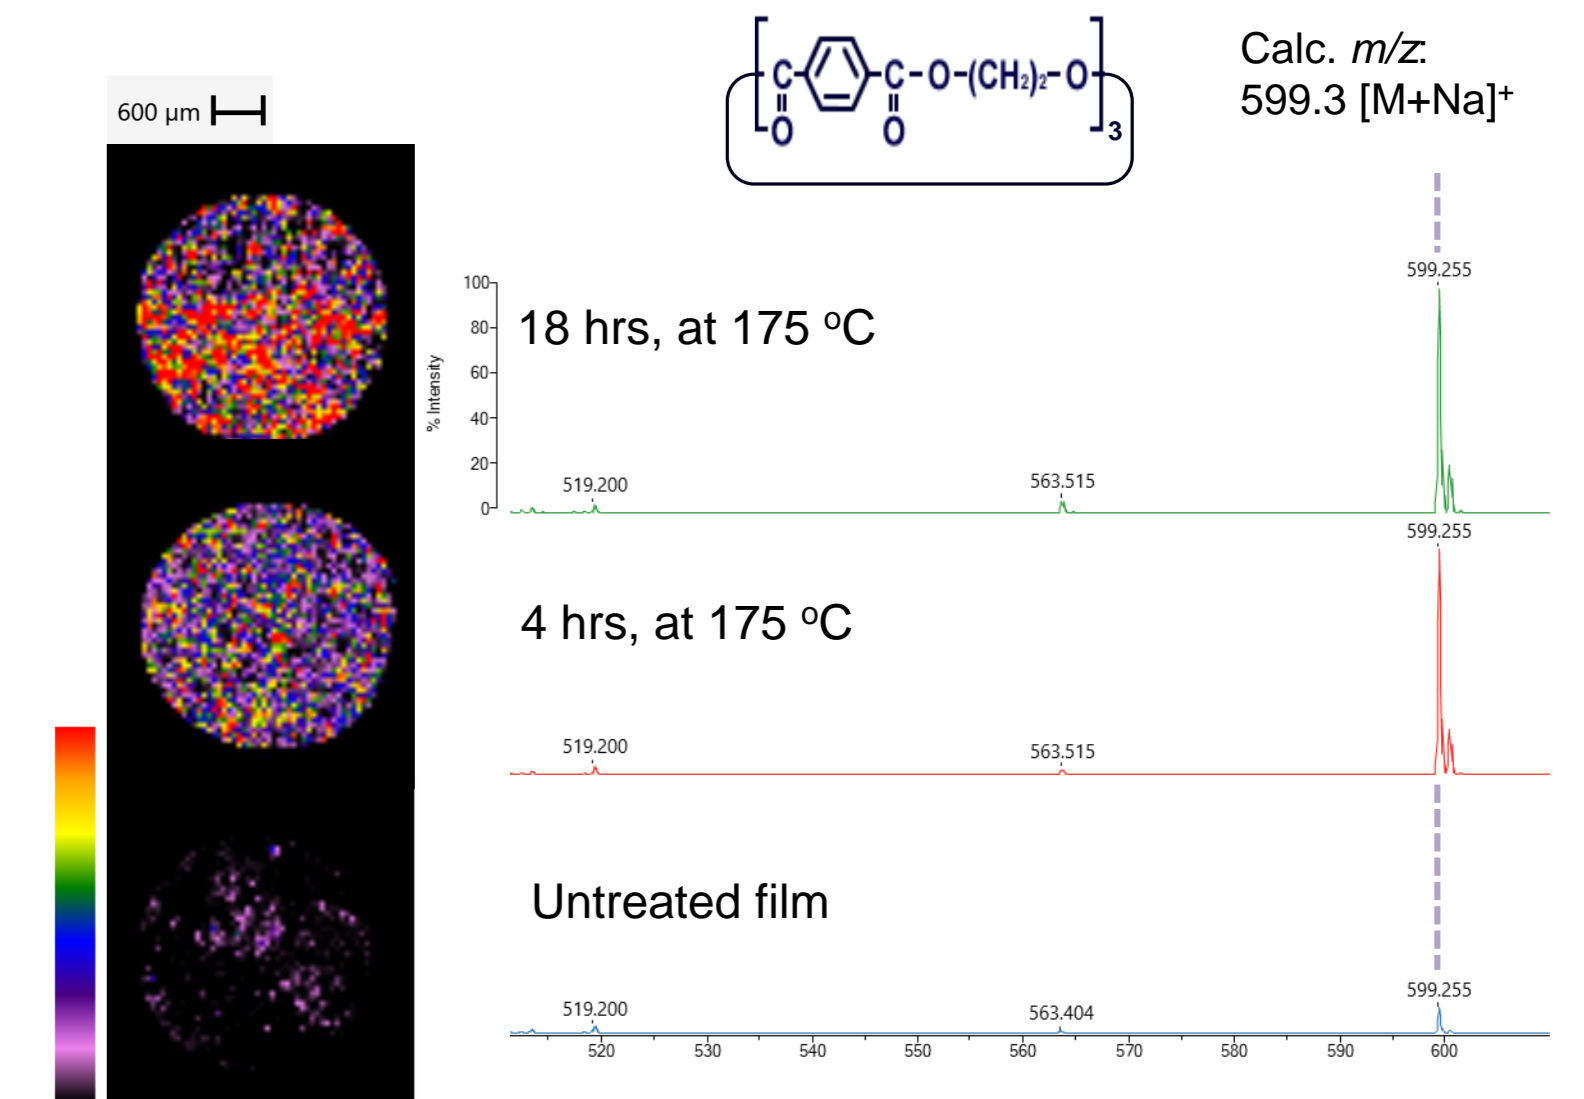 600 µm
C C–O–(CH₂)₂–O
O O 3
Calc. m/z:
599.3 [M+Na]⁺
18 hrs, at 175 ᵒC
% Intensity
100
80
60
40
20
0
519.200
563.515
599.255
4 hrs, at 175 ᵒC
519.200
563.515
599.255
Untreated film
519.200
563.404
599.255
520 530 540 550 560 570 580 590 600